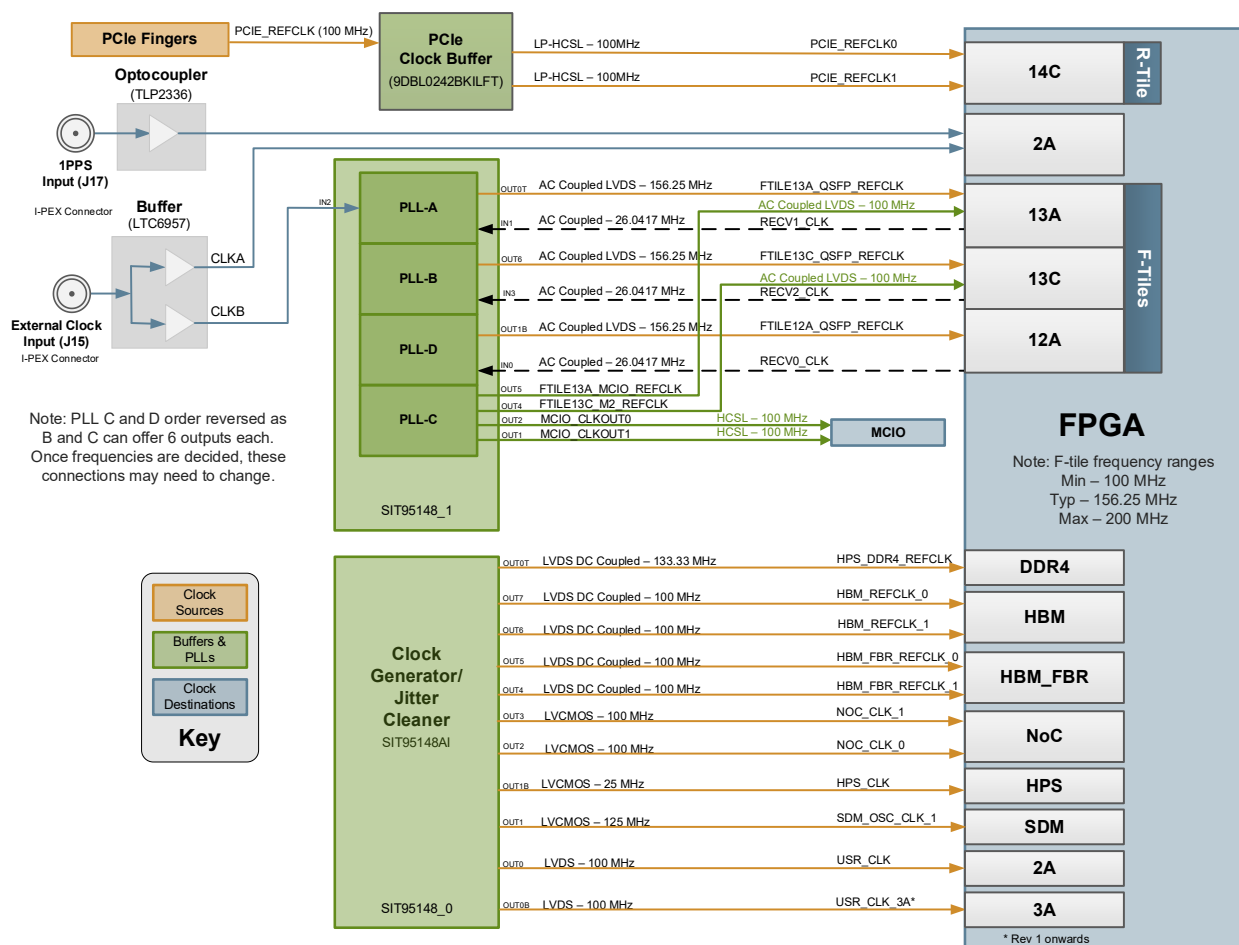 PCIe Fingers
PCIE_REFCLK (100 MHz)
PCIe
Clock Buffer
(9DBL0242BKILFT)
LP-HCSL – 100MHz
PCIE_REFCLK0
LP-HCSL – 100MHz
PCIE_REFCLK1
14C
R-Tile
Optocoupler
(TLP2336)
1PPS
Input (J17)
I-PEX Connector
2A
Buffer
(LTC6957)
CLKA
CLKB
External Clock
Input (J15)
I-PEX Connector
IN2
PLL-A
PLL-B
PLL-D
PLL-C
SIT95148_1
OUT0T
AC Coupled LVDS – 156.25 MHz
FTILE13A_QSFP_REFCLK
AC Coupled LVDS – 100 MHz
IN1
AC Coupled – 26.0417 MHz
RECV1_CLK
13A
OUT6
AC Coupled LVDS – 156.25 MHz
FTILE13C_QSFP_REFCLK
AC Coupled LVDS – 100 MHz
IN3
AC Coupled – 26.0417 MHz
RECV2_CLK
13C
F-Tiles
OUT1B
AC Coupled LVDS – 156.25 MHz
FTILE12A_QSFP_REFCLK
12A
IN0
AC Coupled – 26.0417 MHz
RECV0_CLK
OUT5
FTILE13A_MCIO_REFCLK
OUT4
FTILE13C_M2_REFCLK
OUT2
MCIO_CLKOUT0
HCSL – 100 MHz
OUT1
MCIO_CLKOUT1
HCSL – 100 MHz
MCIO
Note: PLL C and D order reversed as
B and C can offer 6 outputs each.
Once frequencies are decided, these
connections may need to change.
FPGA
Note: F-tile frequency ranges
Min – 100 MHz
Typ – 156.25 MHz
Max – 200 MHz
Clock
Sources
Buffers &
PLLs
Clock
Destinations
Key
Clock
Generator/
Jitter
Cleaner
SIT95148AI
SIT95148_0
OUT0T
LVDS DC Coupled – 133.33 MHz
HPS_DDR4_REFCLK
DDR4
OUT7
LVDS DC Coupled – 100 MHz
HBM_REFCLK_0
HBM
OUT6
LVDS DC Coupled – 100 MHz
HBM_REFCLK_1
OUT5
LVDS DC Coupled – 100 MHz
HBM_FBR_REFCLK_0
HBM_FBR
OUT4
LVDS DC Coupled – 100 MHz
HBM_FBR_REFCLK_1
OUT3
LVCMOS – 100 MHz
NOC_CLK_1
NoC
OUT2
LVCMOS – 100 MHz
NOC_CLK_0
OUT1B
LVCMOS – 25 MHz
HPS_CLK
HPS
OUT1
LVCMOS – 125 MHz
SDM_OSC_CLK_1
SDM
OUT0
LVDS – 100 MHz
USR_CLK
2A
OUT0B
LVDS – 100 MHz
USR_CLK_3A*
3A
* Rev 1 onwards